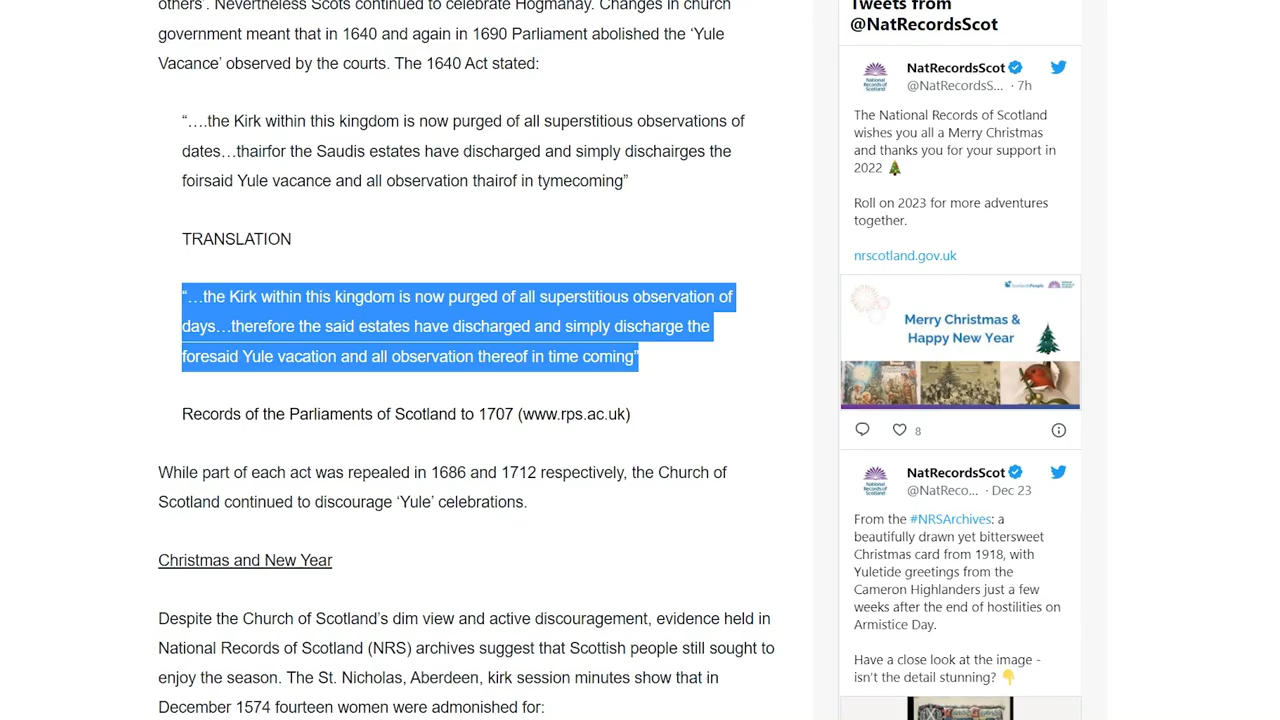 others'. Nevertheless Scots continued to celebrate Hogmanay. Changes in church
government meant that in 1640 and again in 1690 Parliament abolished the ‘Yule
Vacance’ observed by the courts. The 1640 Act stated:
“….the Kirk within this kingdom is now purged of all superstitious observations of
dates…thairfor the Saudis estates have discharged and simply dischairges the
foirsaid Yule vacance and all observation thairof in tymecoming”
TRANSLATION
“…the Kirk within this kingdom is now purged of all superstitious observation of
days…therefore the said estates have discharged and simply discharge the
foresaid Yule vacation and all observation thereof in time coming”
Records of the Parliaments of Scotland to 1707 (www.rps.ac.uk)
While part of each act was repealed in 1686 and 1712 respectively, the Church of
Scotland continued to discourage ‘Yule’ celebrations.
Christmas and New Year
Despite the Church of Scotland’s dim view and active discouragement, evidence held in
National Records of Scotland (NRS) archives suggest that Scottish people still sought to
enjoy the season. The St. Nicholas, Aberdeen, kirk session minutes show that in
December 1574 fourteen women were admonished for:
Tweets from
@NatRecordsScot
NatRecordsScot
@NatRecordsS... · 7h
The National Records of Scotland
wishes you all a Merry Christmas
and thanks you for your support in
2022 🎄
Roll on 2023 for more adventures
together.
nrscotland.gov.uk
Merry Christmas &
Happy New Year
8
NatRecordsScot
@NatReco... · Dec 23
From the #NRSArchives: a
beautifully drawn yet bittersweet
Christmas card from 1918, with
Yuletide greetings from the
Cameron Highlanders just a few
weeks after the end of hostilities on
Armistice Day.
Have a close look at the image -
isn't the detail stunning? 👇